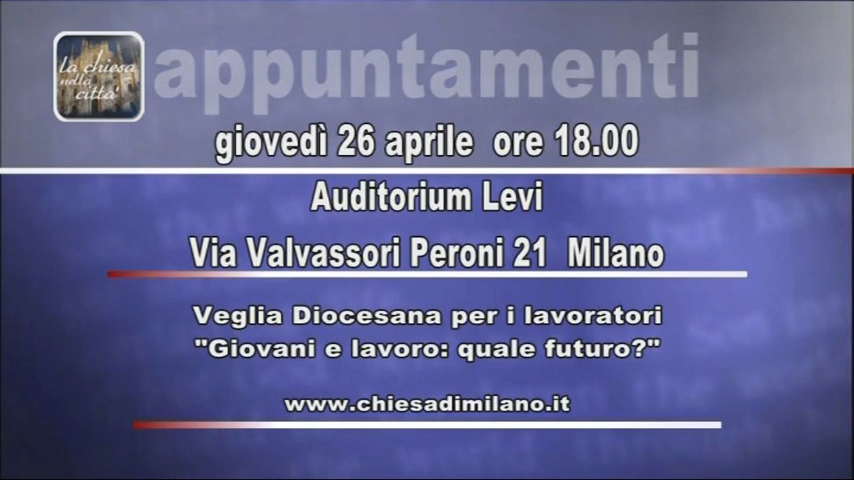 la chiesa
nella
città
appuntamenti
giovedì 26 aprile ore 18.00
Auditorium Levi
Via Valvassori Peroni 21 Milano
Veglia Diocesana per i lavoratori
"Giovani e lavoro: quale futuro?"
www.chiesadimilano.it